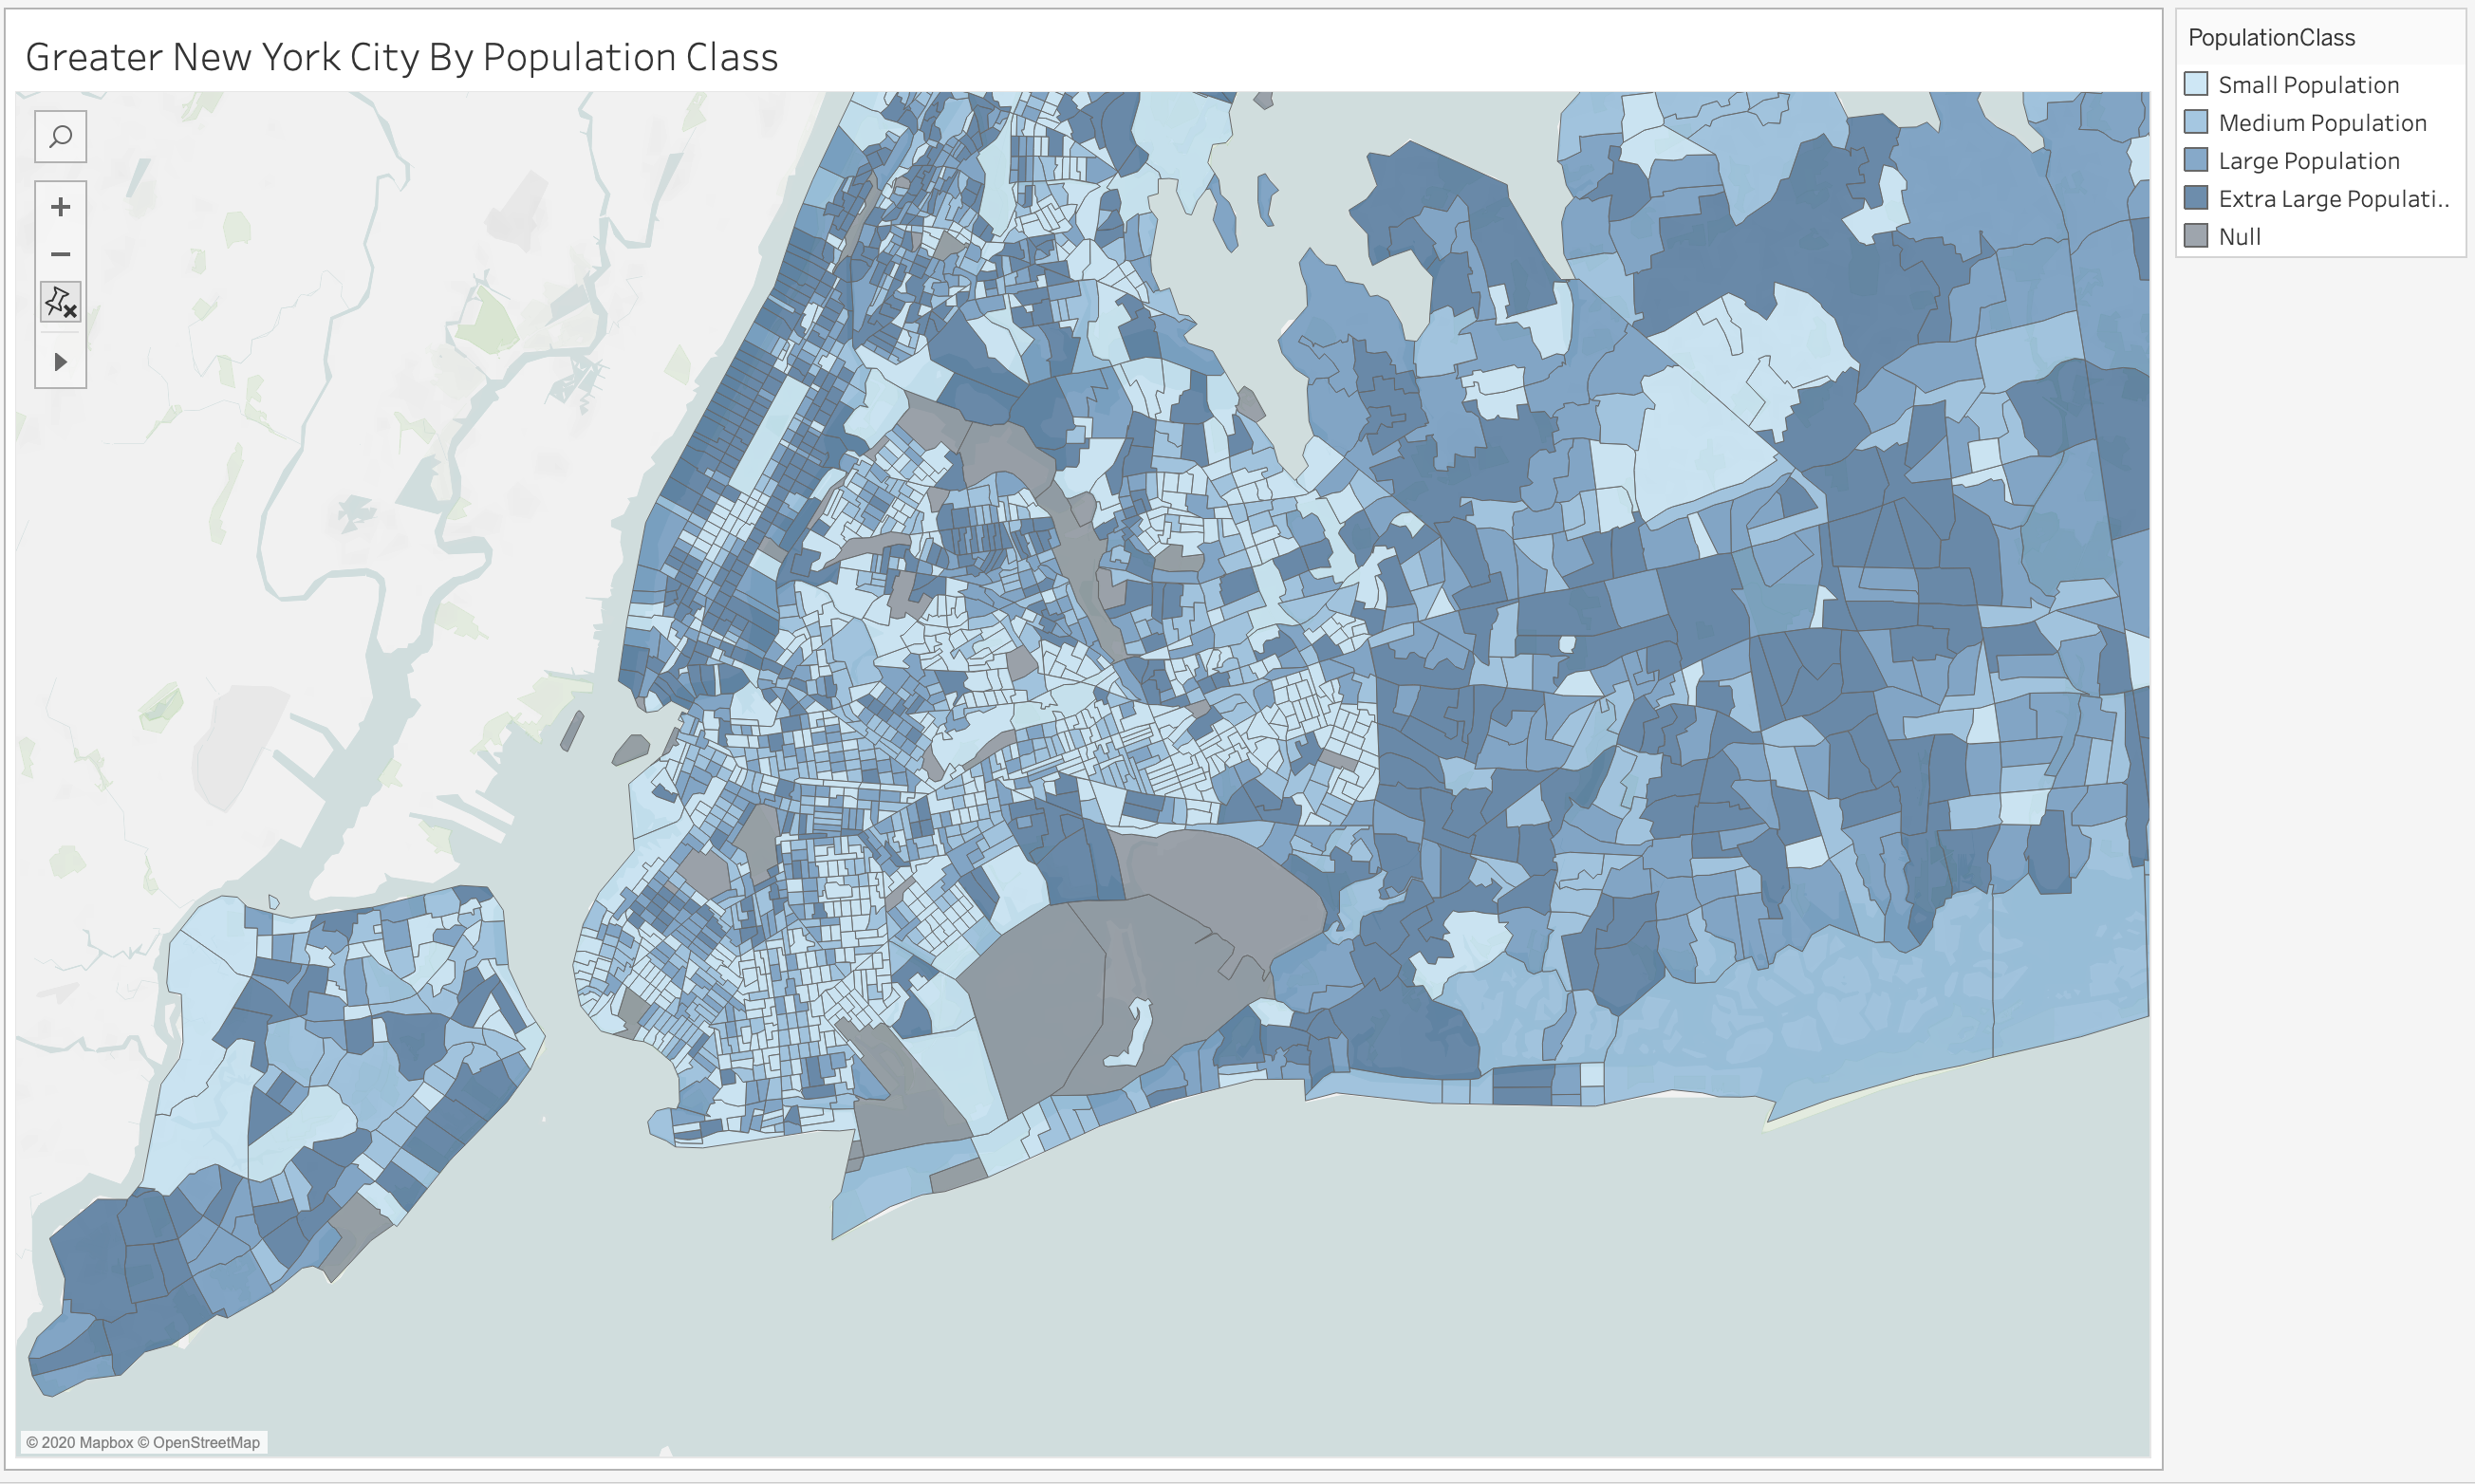 Greater New York City By Population Class
PopulationClass
Small Population
Medium Population
Large Population
Extra Large Populati..
Null
© 2020 Mapbox © OpenStreetMap